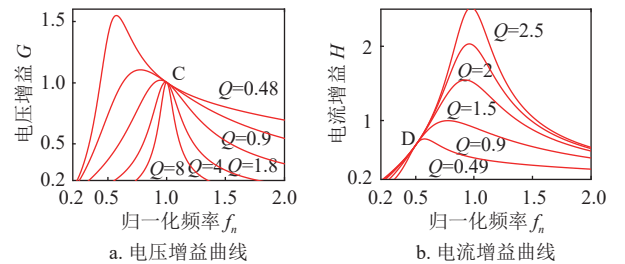 电压增益 G
1.5
1.0
0.5
0.2
0.2
0.5
1.0
1.5
2.0
C
Q=0.48
Q=0.9
Q=1.8
Q=4
Q=8
归一化频率 fn
a. 电压增益曲线
电流增益 H
2
1
0.2
0.2
0.5
1.0
1.5
2.0
D
Q=2.5
Q=2
Q=1.5
Q=0.9
Q=0.49
归一化频率 fn
b. 电流增益曲线